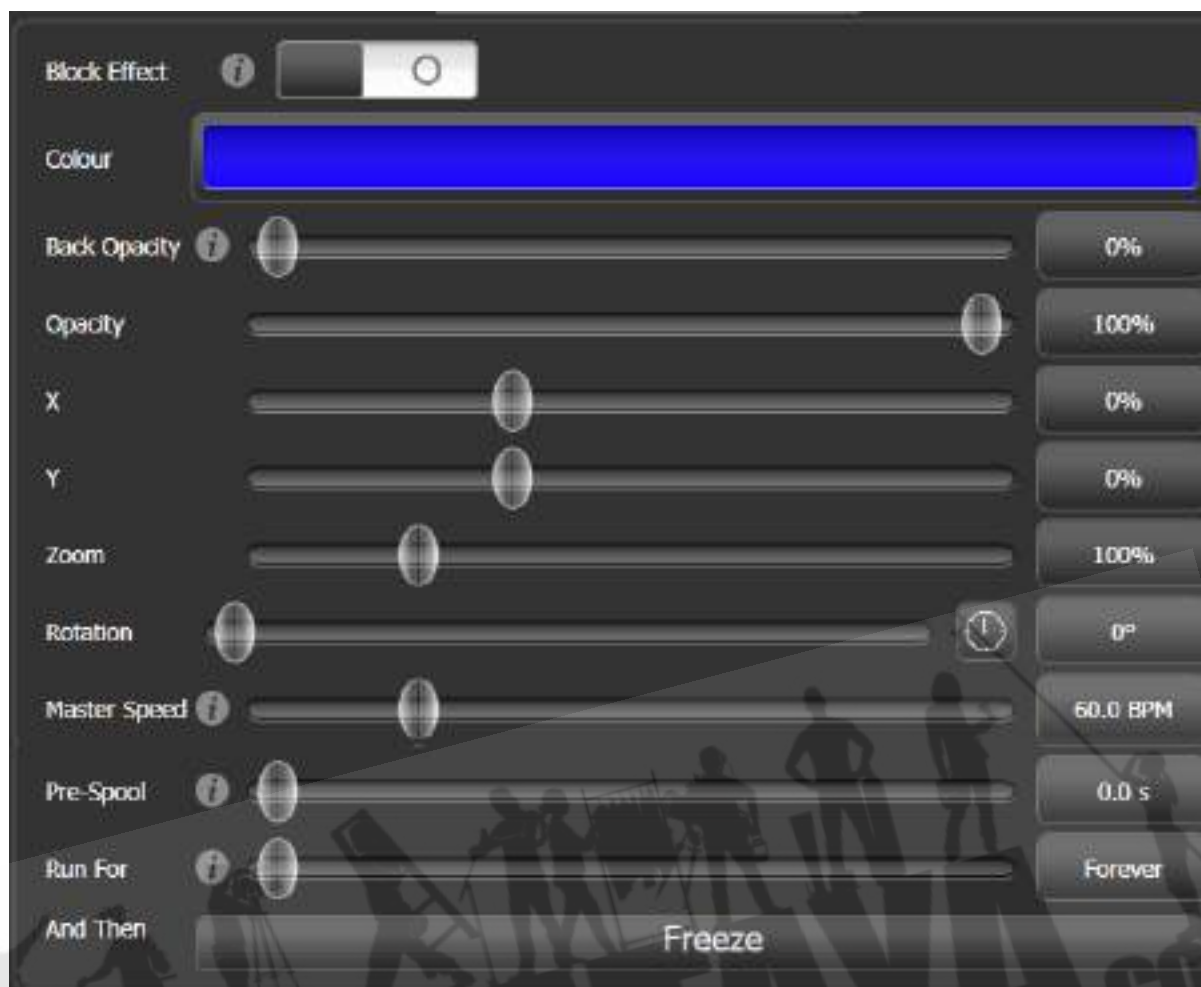 Block Effect
Colour
Back Opacity 0%
Opacity 100%
X 0%
Y 0%
Zoom 100%
Rotation 0°
Master Speed 60.0 BPM
Pre-Spool 0.0 s
Run For Forever
And Then Freeze